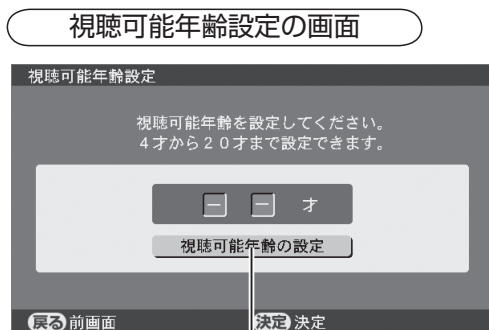 視聴可能年齢設定の画面
視聴可能年齢設定
視聴可能年齢を設定してください。
4才から20才まで設定できます。
－ － 才
視聴可能年齢の設定
戻る 前画面 決定 決定